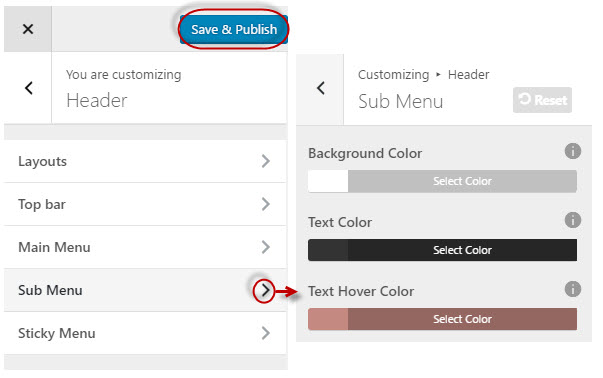 Save & Publish
You are customizing
Header
Layouts
Top bar
Main Menu
Sub Menu
Sticky Menu
Customizing ▸ Header
Sub Menu
Reset
Background Color
Select Color
Text Color
Select Color
Text Hover Color
Select Color